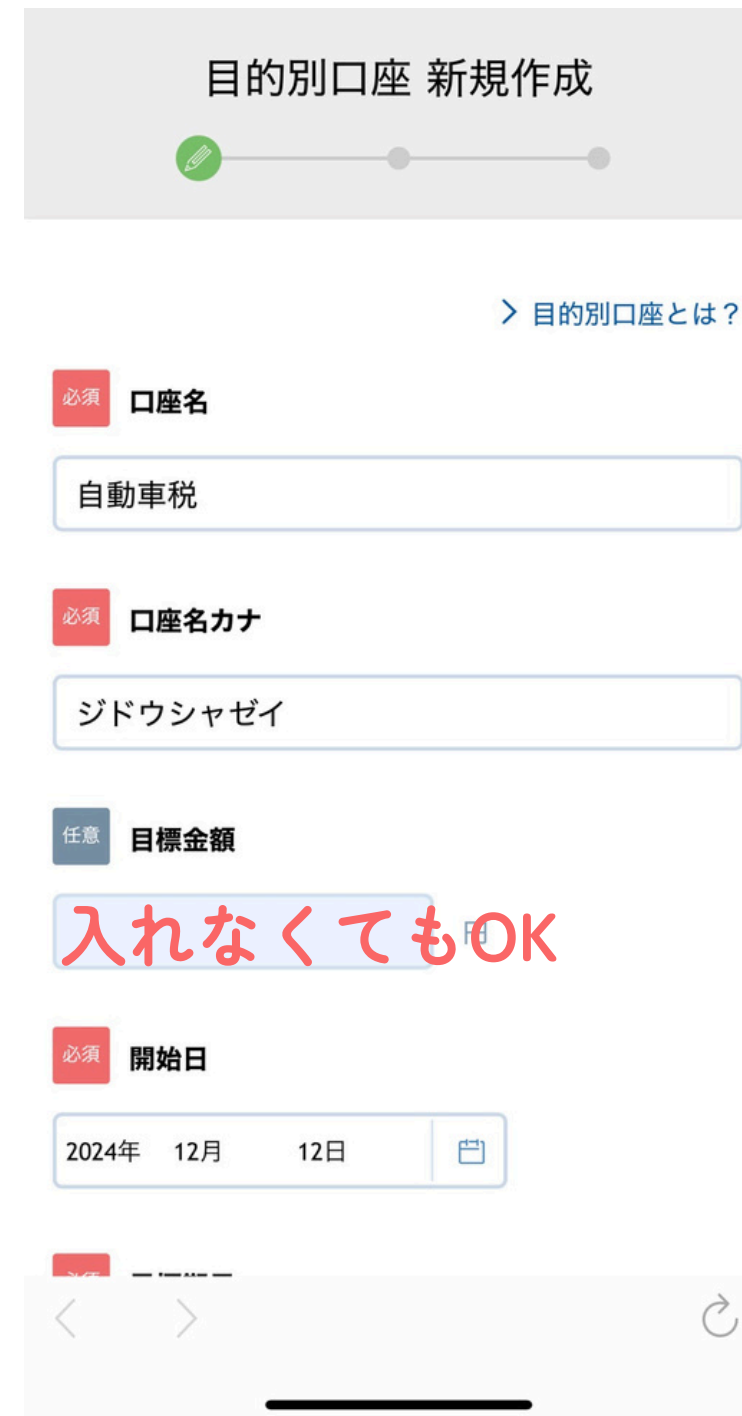 目的別口座 新規作成
目的別口座とは？
必須 口座名
自動車税
必須 口座名カナ
ジドウシャゼイ
任意 目標金額
入れなくてもOK
必須 開始日
2024年 12月 12日